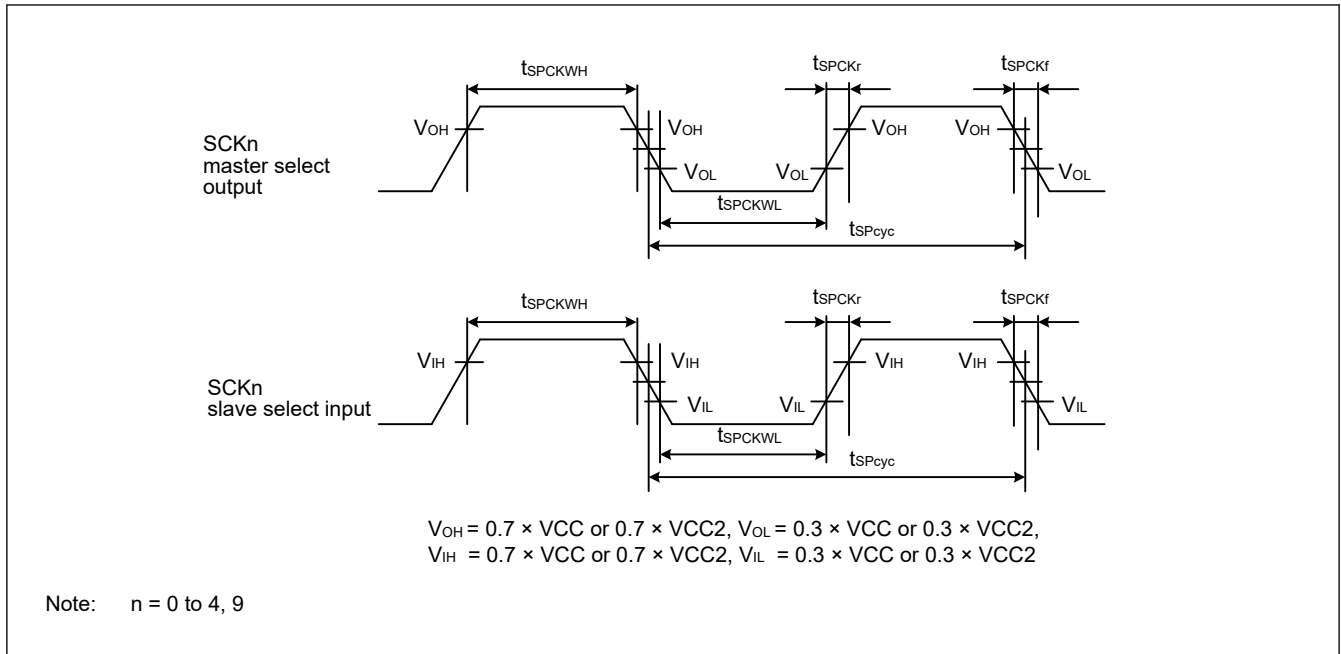 tSPCKWH
tSPCKr
tSPCKf
SCKn
master select
output
VOH
VOH
VOL
VOL
VOH
VOH
VOL
tSPCKWL
tSPcyc
tSPCKWH
tSPCKr
tSPCKf
SCKn
slave select input
VIH
VIH
VIL
VIL
VIH
VIH
VIL
tSPCKWL
tSPcyc
VOH = 0.7 × VCC or 0.7 × VCC2, VOL = 0.3 × VCC or 0.3 × VCC2,
VIH = 0.7 × VCC or 0.7 × VCC2, VIL = 0.3 × VCC or 0.3 × VCC2
Note: n = 0 to 4, 9